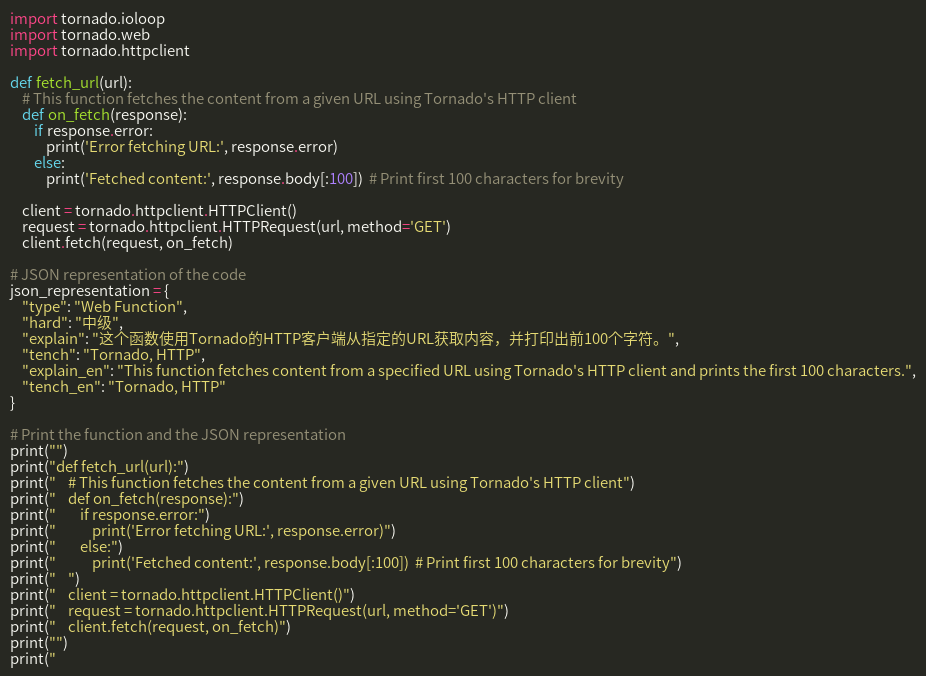 import tornado.ioloop
import tornado.web
import tornado.httpclient

def fetch_url(url):
    # This function fetches the content from a given URL using Tornado's HTTP client
    def on_fetch(response):
        if response.error:
            print('Error fetching URL:', response.error)
        else:
            print('Fetched content:', response.body[:100])  # Print first 100 characters for brevity

    client = tornado.httpclient.HTTPClient()
    request = tornado.httpclient.HTTPRequest(url, method='GET')
    client.fetch(request, on_fetch)

# JSON representation of the code
json_representation = {
    "type": "Web Function",
    "hard": "中级",
    "explain": "这个函数使用Tornado的HTTP客户端从指定的URL获取内容，并打印出前100个字符。",
    "tench": "Tornado, HTTP",
    "explain_en": "This function fetches content from a specified URL using Tornado's HTTP client and prints the first 100 characters.",
    "tench_en": "Tornado, HTTP"
}

# Print the function and the JSON representation
print("")
print("def fetch_url(url):")
print("    # This function fetches the content from a given URL using Tornado's HTTP client")
print("    def on_fetch(response):")
print("        if response.error:")
print("            print('Error fetching URL:', response.error)")
print("        else:")
print("            print('Fetched content:', response.body[:100])  # Print first 100 characters for brevity")
print("    ")
print("    client = tornado.httpclient.HTTPClient()")
print("    request = tornado.httpclient.HTTPRequest(url, method='GET')")
print("    client.fetch(request, on_fetch)")
print("")
print("